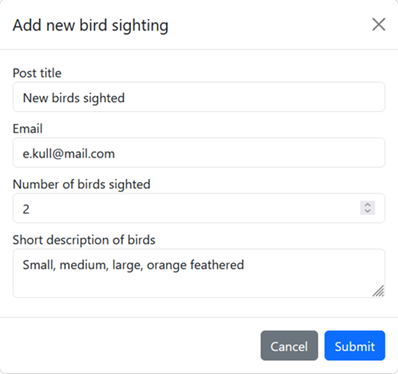 Add new bird sighting
Post title
New birds sighted
Email
e.kull@mail.com
Number of birds sighted
2
Short description of birds
Small, medium, large, orange feathered
Cancel Submit